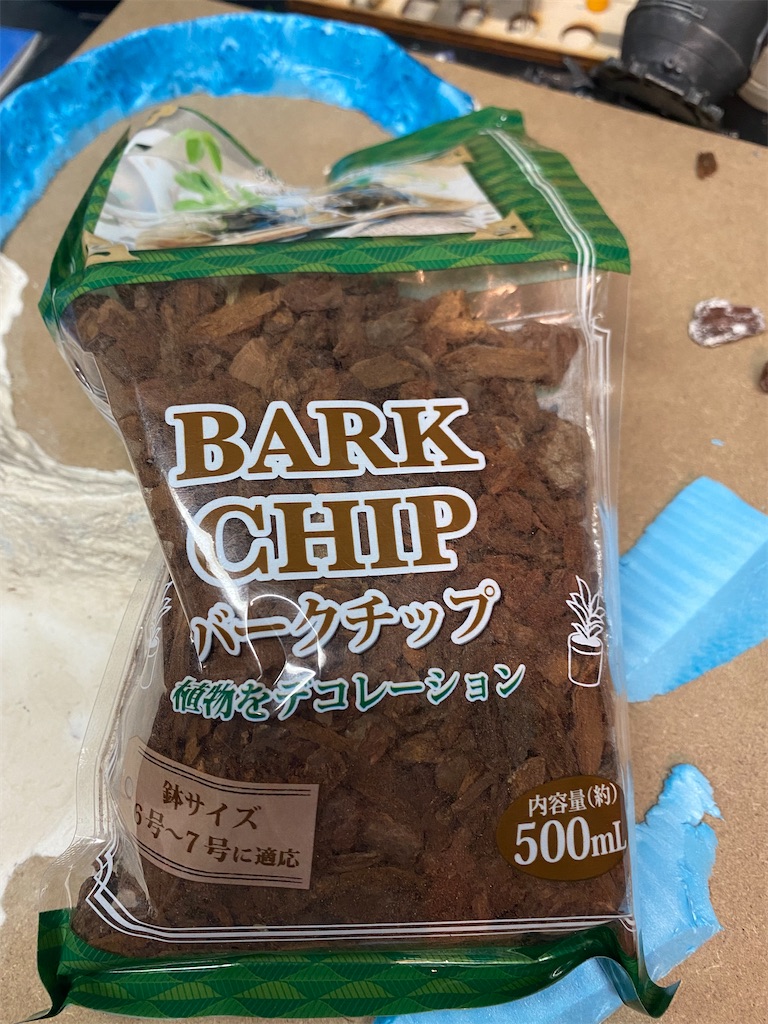 BARK
CHIP
バークチップ
植物をデコレーション
鉢サイズ
6号〜7号に適応
内容量(約)
500mL